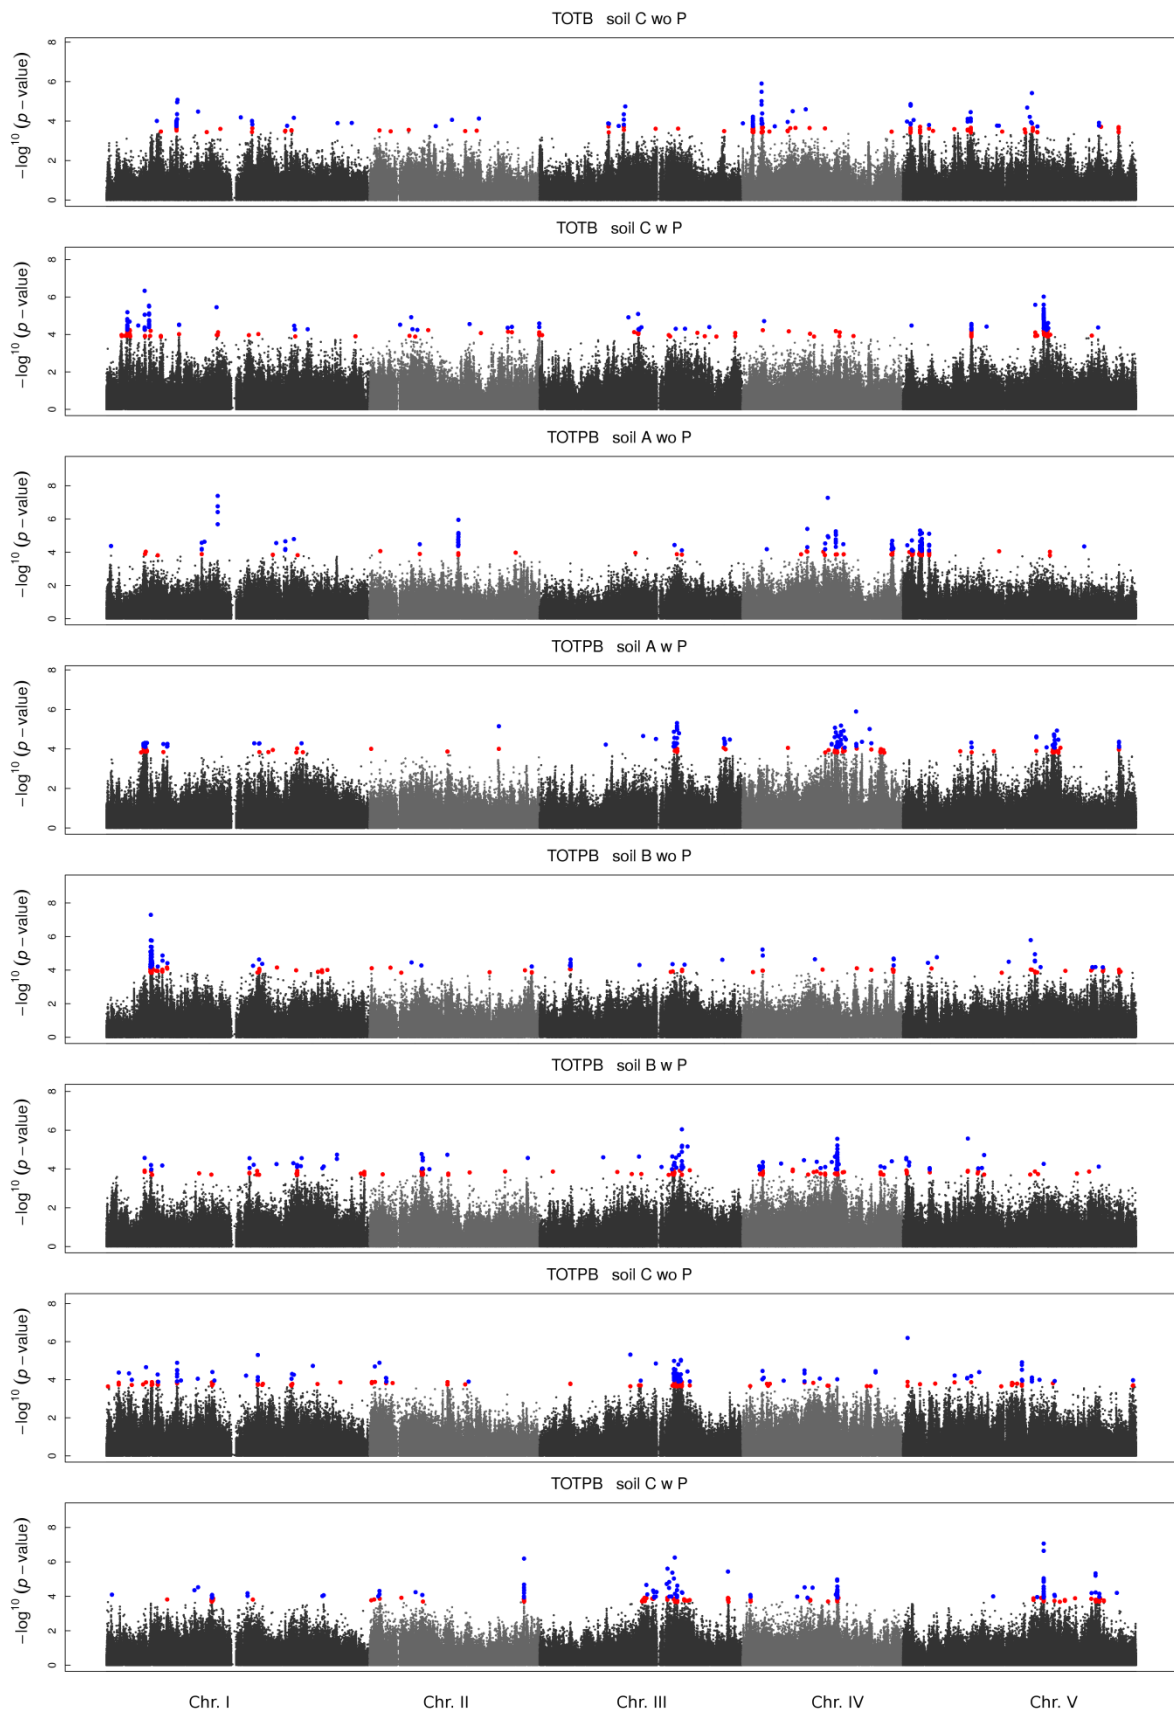 TOTB soil C wo P
−log¹⁰ (p − value)
8
6
4
2
0
TOTB soil C w P
−log¹⁰ (p − value)
8
6
4
2
0
TOTPB soil A wo P
−log¹⁰ (p − value)
8
6
4
2
0
TOTPB soil A w P
−log¹⁰ (p − value)
8
6
4
2
0
TOTPB soil B wo P
−log¹⁰ (p − value)
8
6
4
2
0
TOTPB soil B w P
−log¹⁰ (p − value)
8
6
4
2
0
TOTPB soil C wo P
−log¹⁰ (p − value)
8
6
4
2
0
TOTPB soil C w P
−log¹⁰ (p − value)
8
6
4
2
0
Chr. I Chr. II Chr. III Chr. IV Chr. V